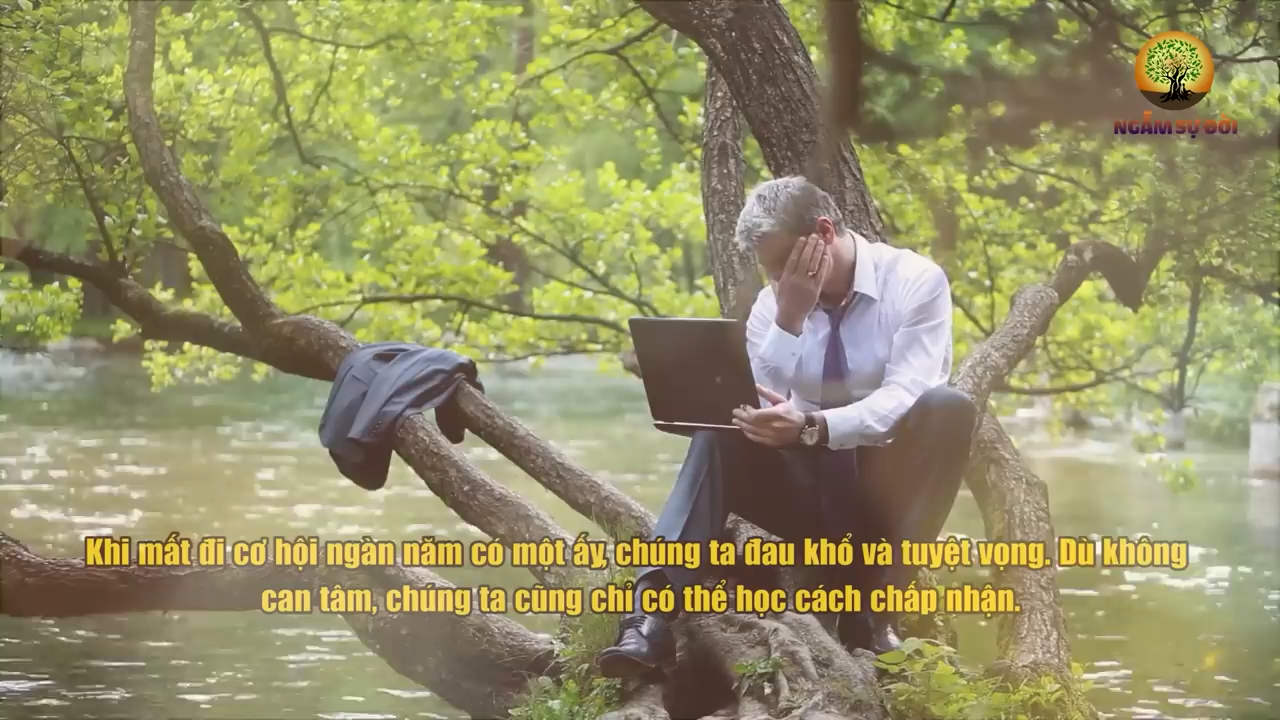 NGẪM SỰ ĐỜI
Khi mất đi cơ hội ngàn năm có một ấy, chúng ta đau khổ và tuyệt vọng. Dù không
can tâm, chúng ta cũng chỉ có thể học cách chấp nhận.